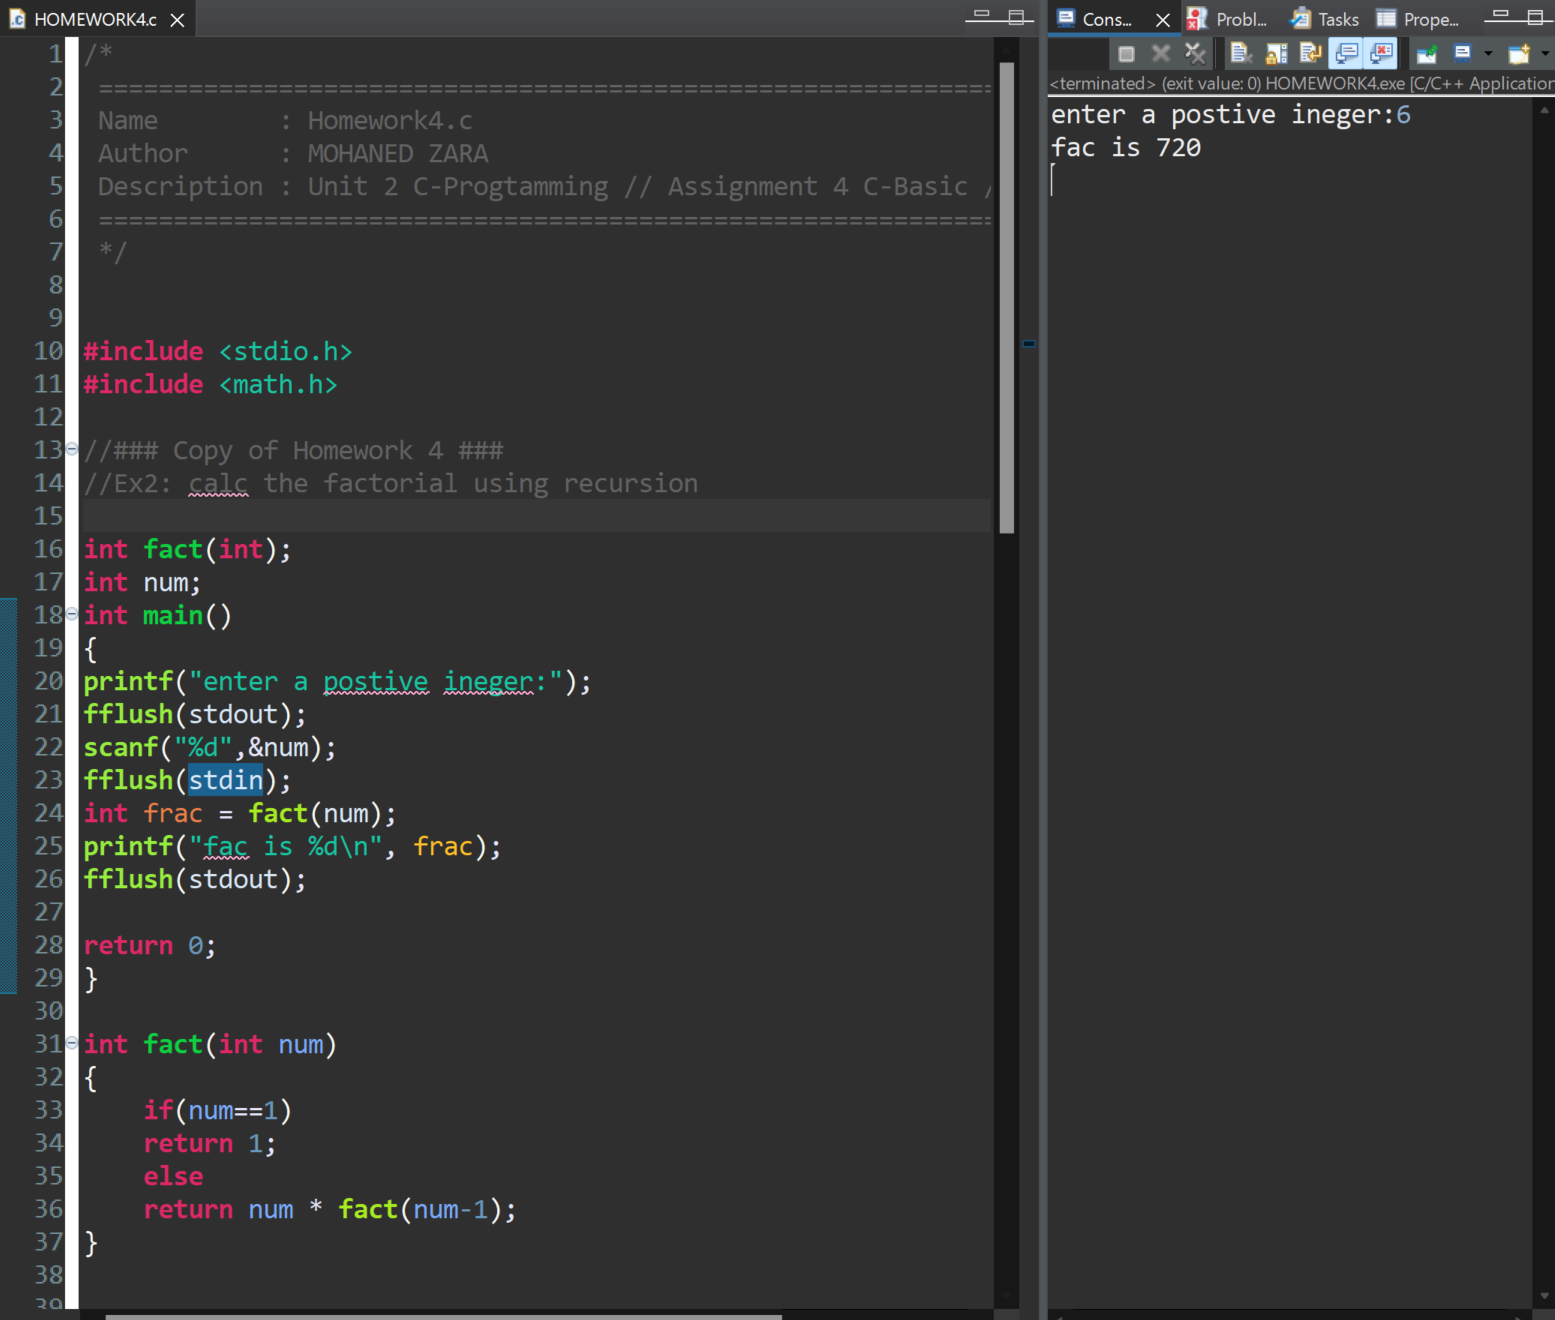 HOMEWORK4.c
1 /*
2 ============================================================
3 Name        : Homework4.c
4 Author      : MOHANED ZARA
5 Description : Unit 2 C-Progtamming // Assignment 4 C-Basic /
6 ============================================================
7 */
8
9
10 #include <stdio.h>
11 #include <math.h>
12
13 //### Copy of Homework 4 ###
14 //Ex2: calc the factorial using recursion
15
16 int fact(int);
17 int num;
18 int main()
19 {
20 printf("enter a postive ineger:");
21 fflush(stdout);
22 scanf("%d",&num);
23 fflush(stdin);
24 int frac = fact(num);
25 printf("fac is %d\n", frac);
26 fflush(stdout);
27
28 return 0;
29 }
30
31 int fact(int num)
32 {
33     if(num==1)
34     return 1;
35     else
36     return num * fact(num-1);
37 }
38
39
Cons... Probl... Tasks Prope...
<terminated> (exit value: 0) HOMEWORK4.exe [C/C++ Application
enter a postive ineger:6
fac is 720